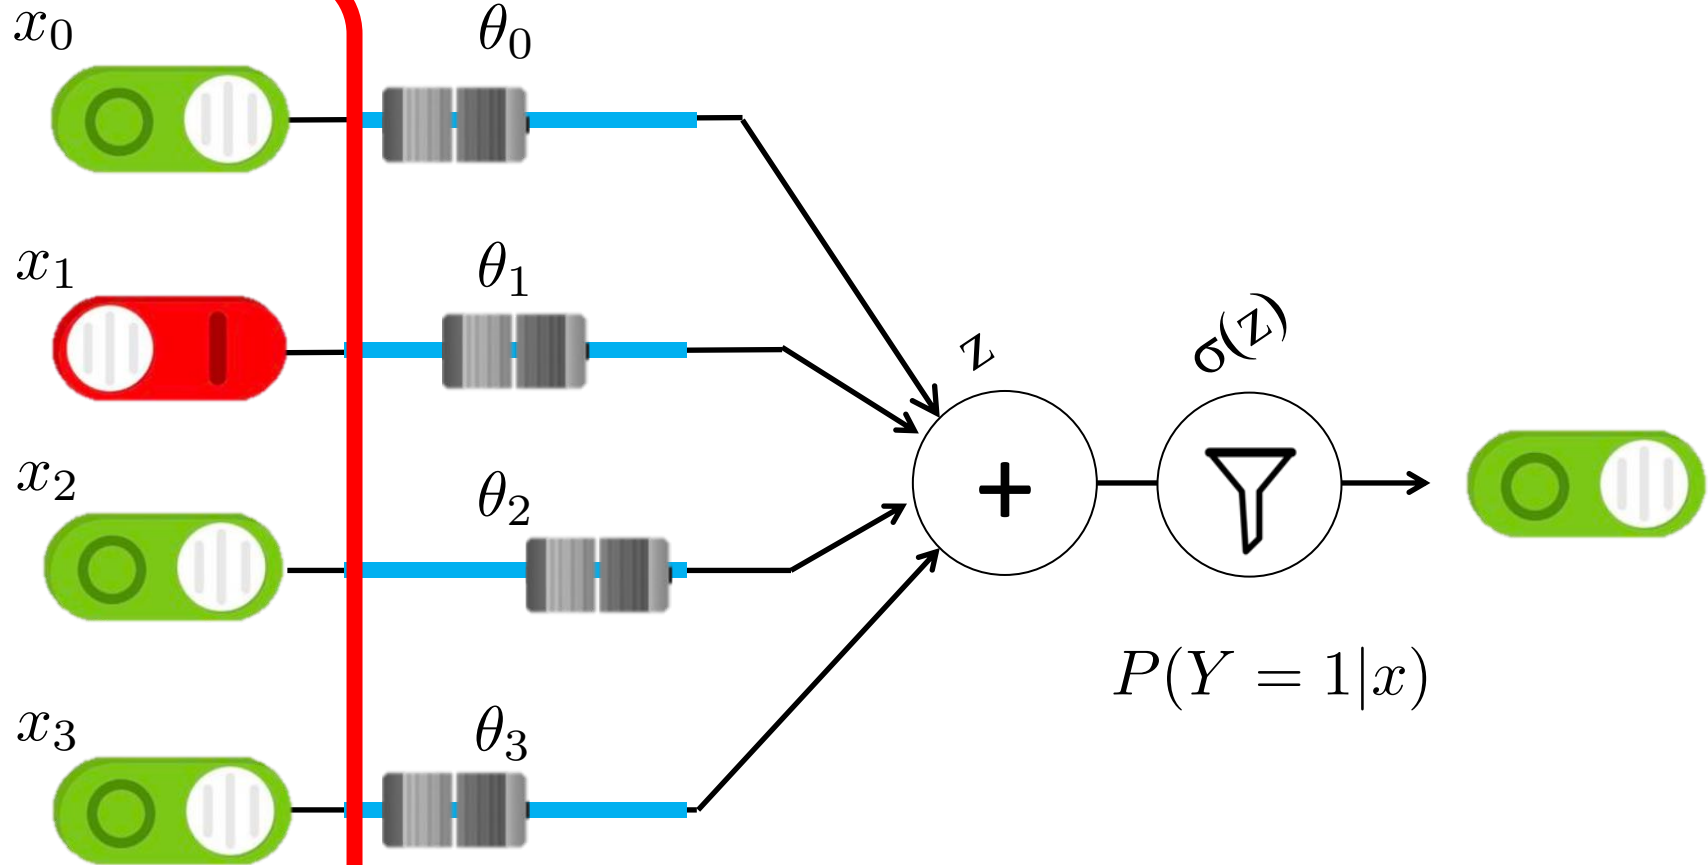 x₀
θ₀
x₁
θ₁
z
σ(z)
x₂
θ₂
+
P(Y = 1|x)
x₃
θ₃